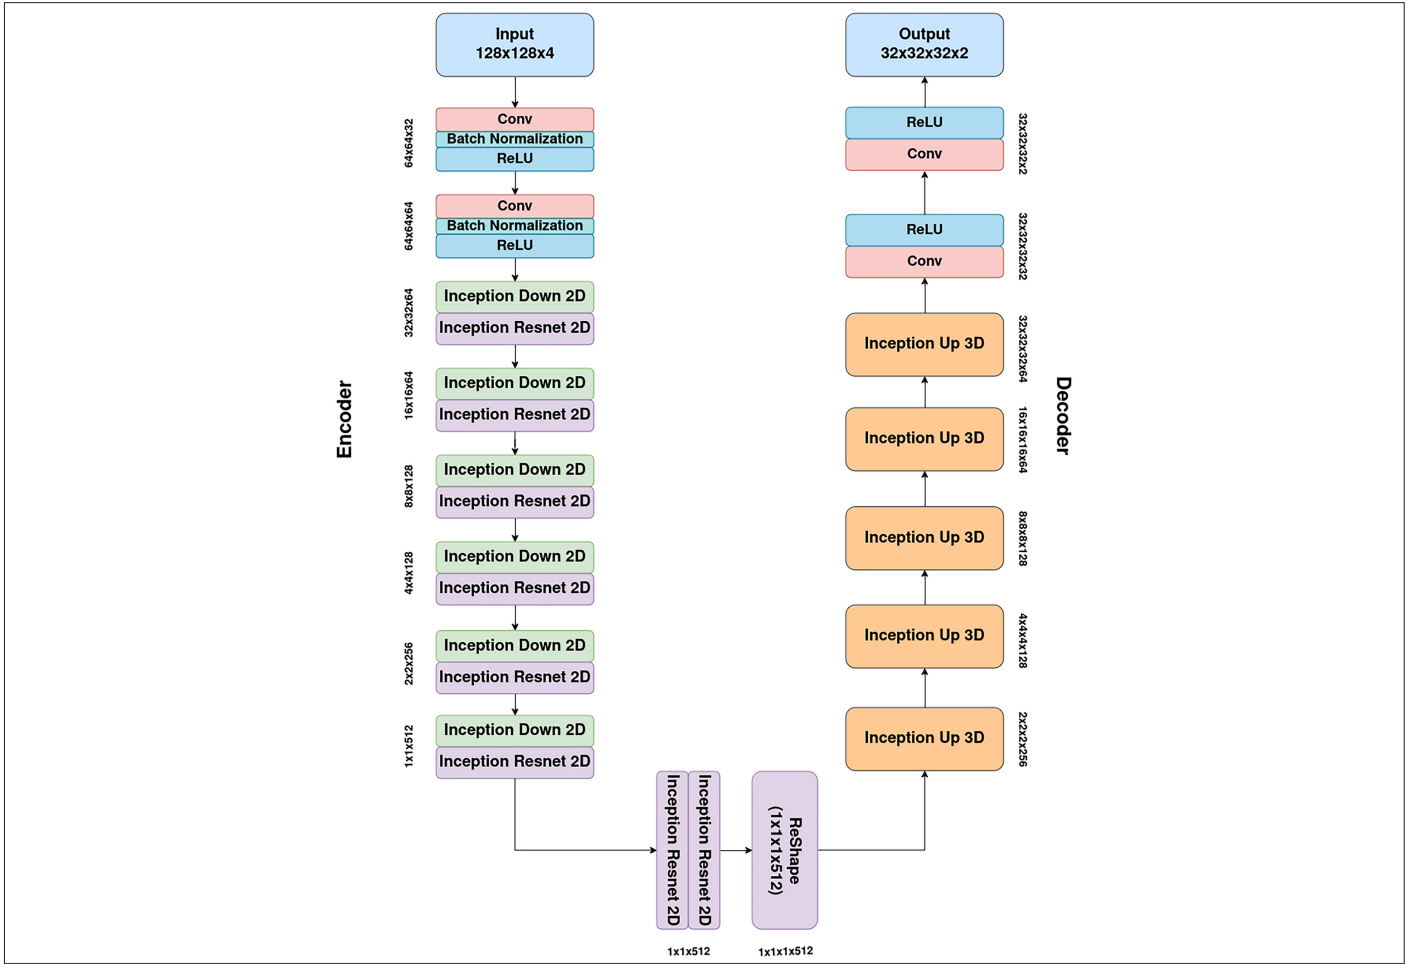 Input
128x128x4
64x64x32
Conv
Batch Normalization
ReLU
64x64x64
Conv
Batch Normalization
ReLU
32x32x64
Inception Down 2D
Inception Resnet 2D
16x16x64
Inception Down 2D
Inception Resnet 2D
Encoder
8x8x128
Inception Down 2D
Inception Resnet 2D
4x4x128
Inception Down 2D
Inception Resnet 2D
2x2x256
Inception Down 2D
Inception Resnet 2D
1x1x512
Inception Down 2D
Inception Resnet 2D
Inception Resnet 2D
Inception Resnet 2D
1x1x512
ReShape
(1x1x1x512)
1x1x1x512
Output
32x32x32x2
ReLU
Conv
32x32x32x2
ReLU
Conv
32x32x32x32
Inception Up 3D
32x32x32x64
Inception Up 3D
16x16x16x64
Decoder
Inception Up 3D
8x8x8x128
Inception Up 3D
4x4x4x128
Inception Up 3D
2x2x2x256